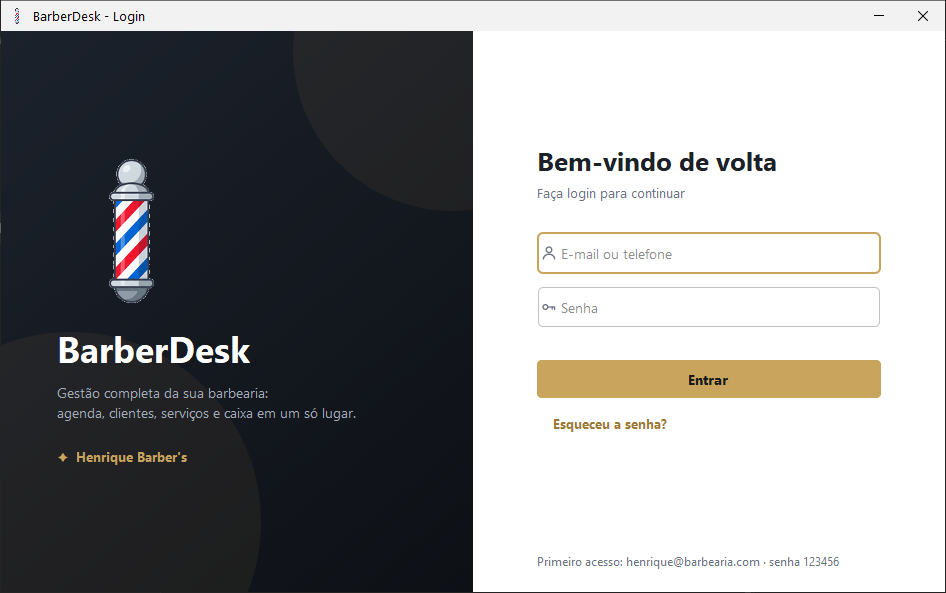 BarberDesk - Login
BarberDesk
Gestão completa da sua barbearia:
agenda, clientes, serviços e caixa em um só lugar.
✦ Henrique Barber's
Bem-vindo de volta
Faça login para continuar
E-mail ou telefone
Senha
Entrar
Esqueceu a senha?
Primeiro acesso: henrique@barbearia.com · senha 123456